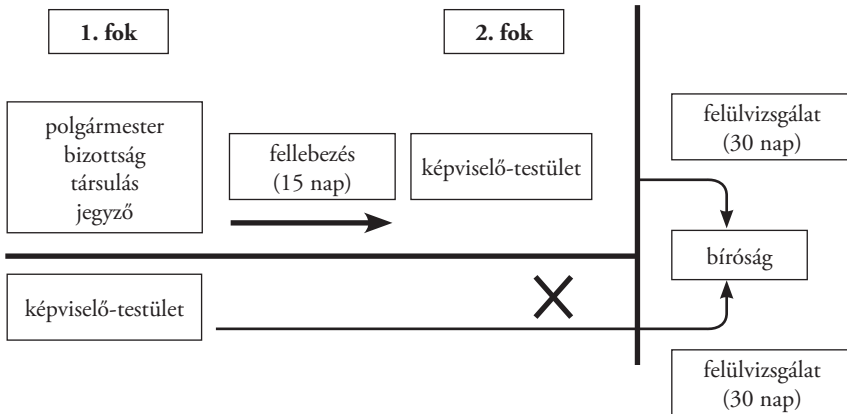 1. fok
2. fok
polgármester
bizottság
társulás
jegyző
fellebezés
(15 nap)
képviselő-testület
felülvizsgálat
(30 nap)
bíróság
képviselő-testület
felülvizsgálat
(30 nap)